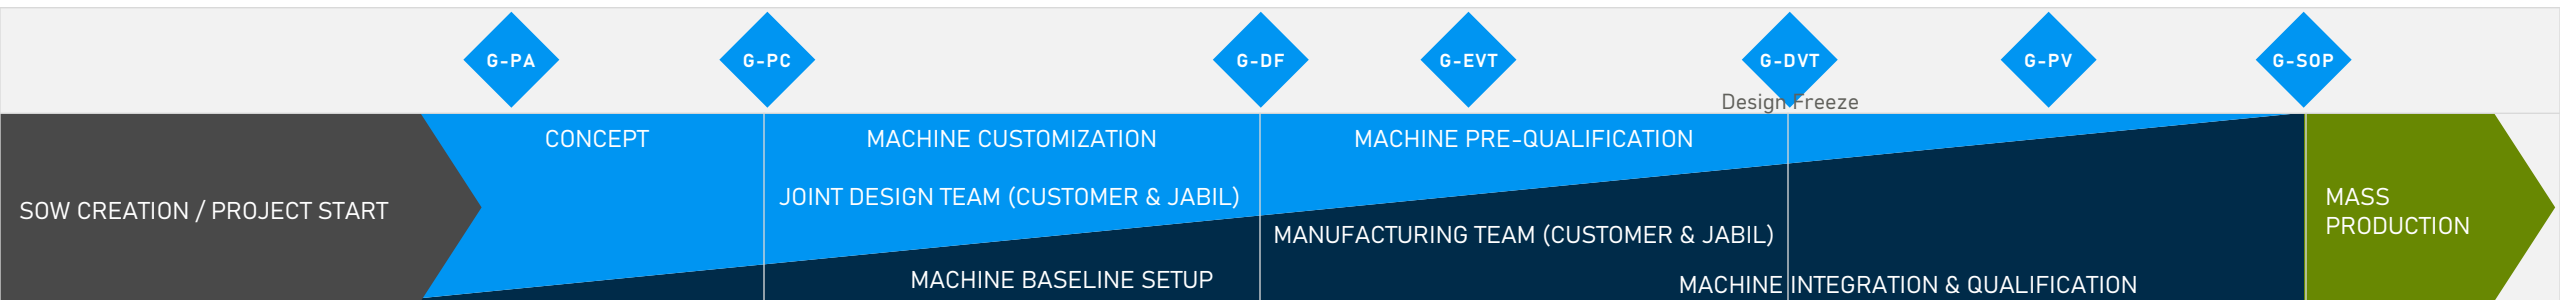 G-PA
G-PC
G-DF
G-EVT
G-DVT
G-PV
G-SOP
Design Freeze
CONCEPT
MACHINE CUSTOMIZATION
MACHINE PRE-QUALIFICATION
SOW CREATION / PROJECT START
JOINT DESIGN TEAM (CUSTOMER & JABIL)
MANUFACTURING TEAM (CUSTOMER & JABIL)
MACHINE BASELINE SETUP
MACHINE INTEGRATION & QUALIFICATION
MASS
PRODUCTION